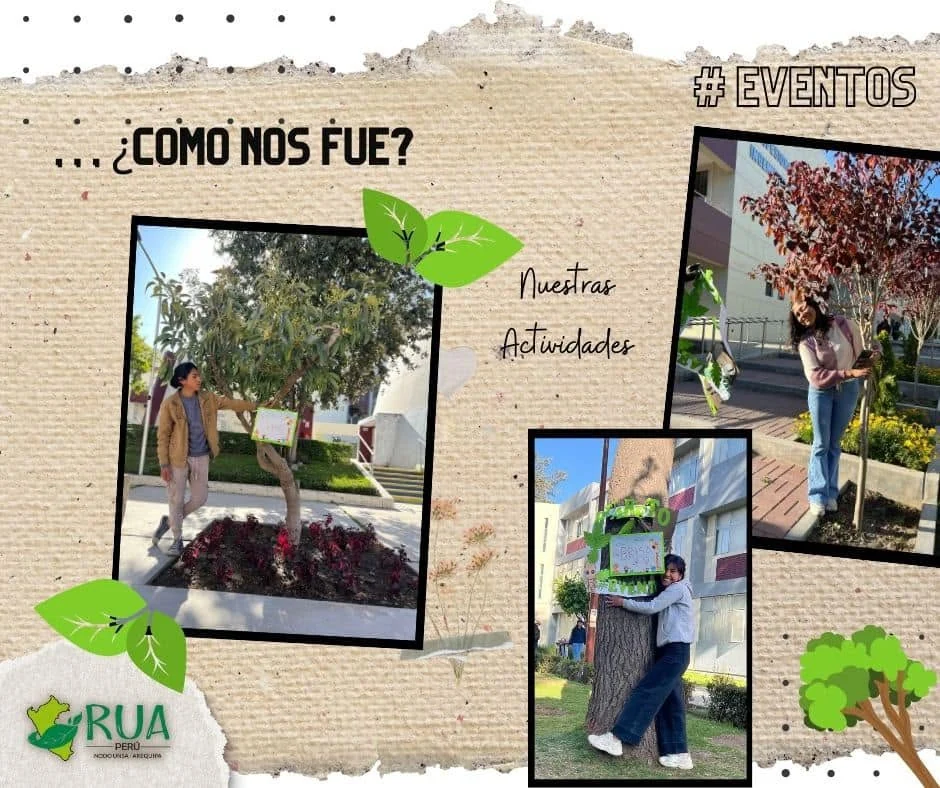 # EVENTOS
. . . ¿COMO NOS FUE?
Nuestras
Actividades
RUA
PERÚ
NODO UNSA - AREQUIPA